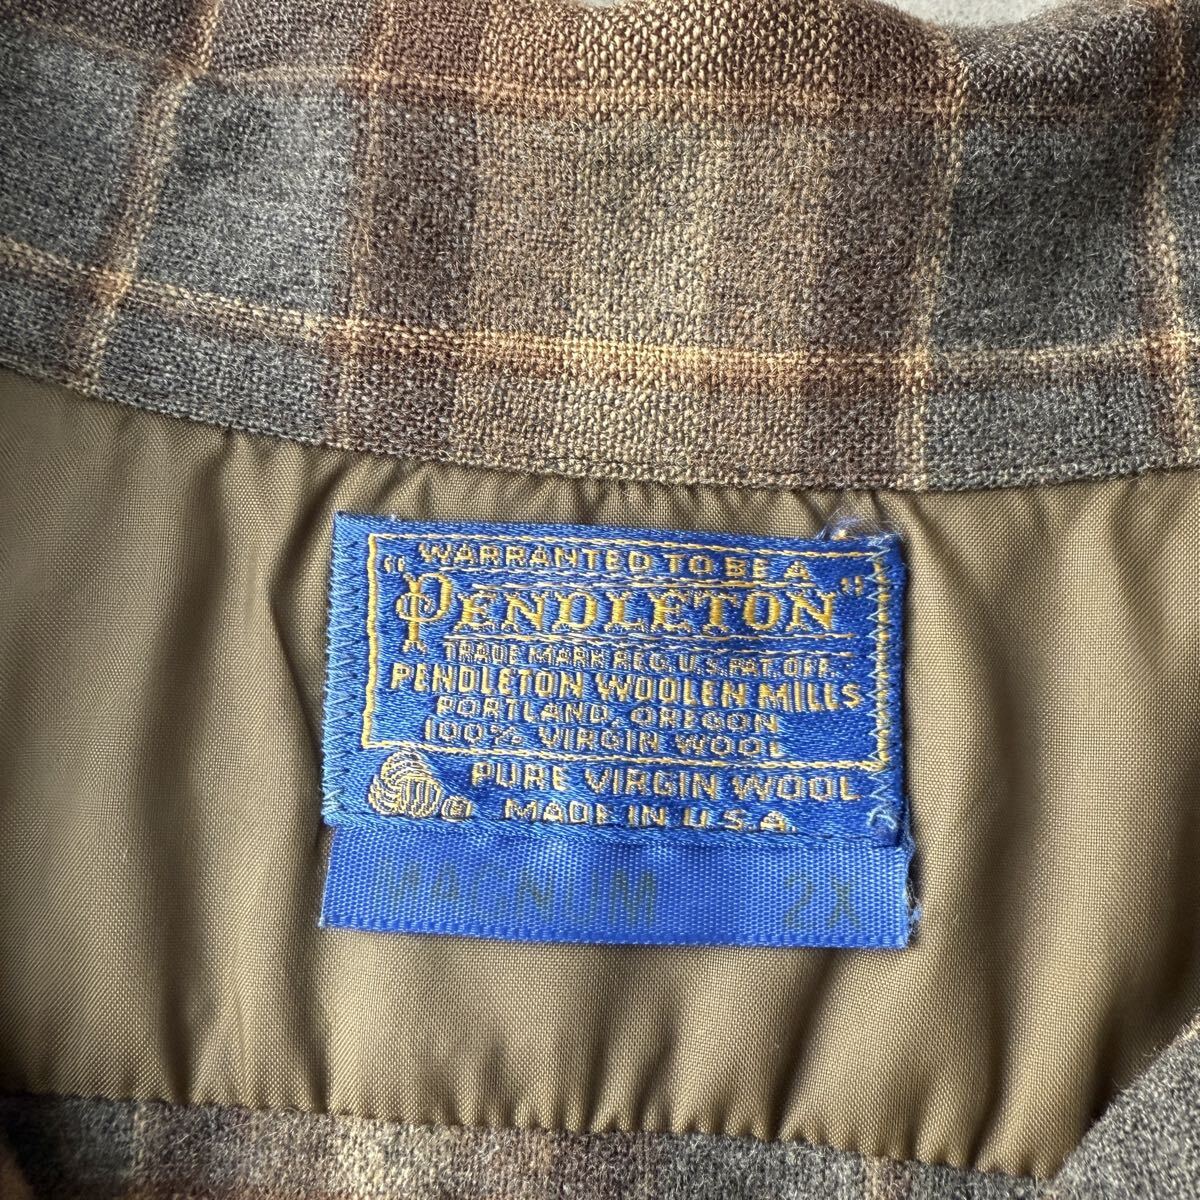 WARRANTED TO BE A
"PENDLETON"
TRADE MARK REG. U.S. PAT. OFF.
PENDLETON WOOLEN MILLS
PORTLAND, OREGON
100% VIRGIN WOOL
PURE VIRGIN WOOL
MADE IN U.S.A.
MAGNUM 2X